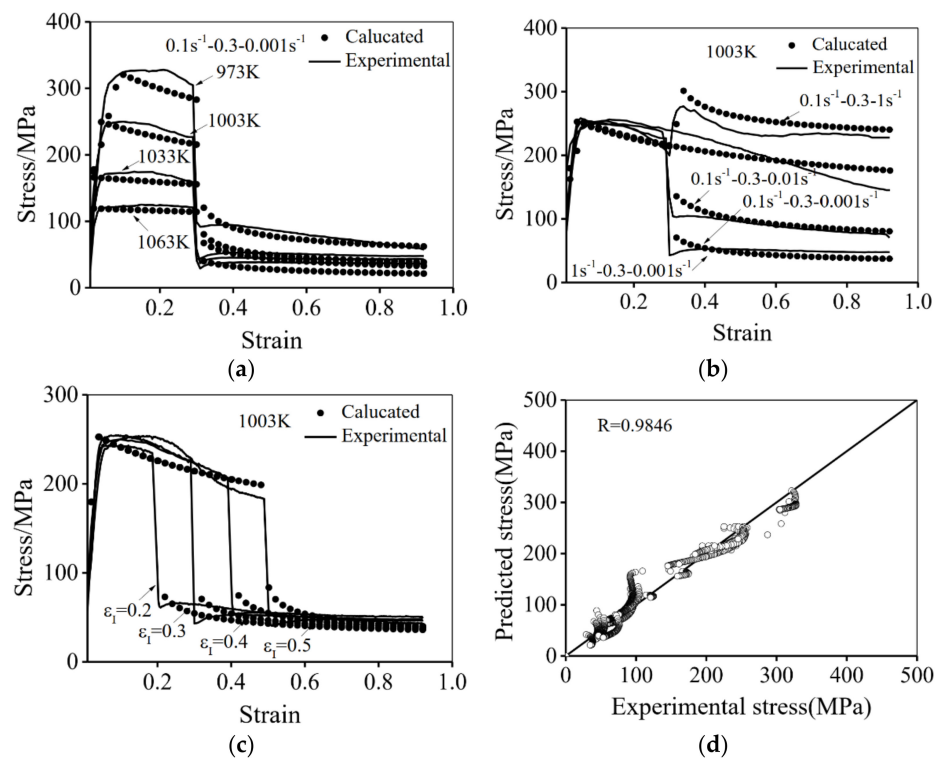 (a)
400
300
200
100
0
Stress/MPa
0.2
0.4
0.6
0.8
1.0
Strain
0.1s⁻¹-0.3-0.001s⁻¹
Calucated
Experimental
973K
1003K
1033K
1063K
(b)
400
300
200
100
0
Stress/MPa
0.2
0.4
0.6
0.8
1.0
Strain
1003K
Calucated
Experimental
0.1s⁻¹-0.3-1s⁻¹
0.1s⁻¹-0.3-0.01s⁻¹
0.1s⁻¹-0.3-0.001s⁻¹
1s⁻¹-0.3-0.001s⁻¹
(c)
300
200
100
0
Stress/MPa
0.2
0.4
0.6
0.8
1.0
Strain
1003K
Calucated
Experimental
ε_I=0.2
ε_I=0.3
ε_I=0.4
ε_I=0.5
(d)
500
400
300
200
100
0
Predicted stress(MPa)
0
100
200
300
400
500
Experimental stress(MPa)
R=0.9846